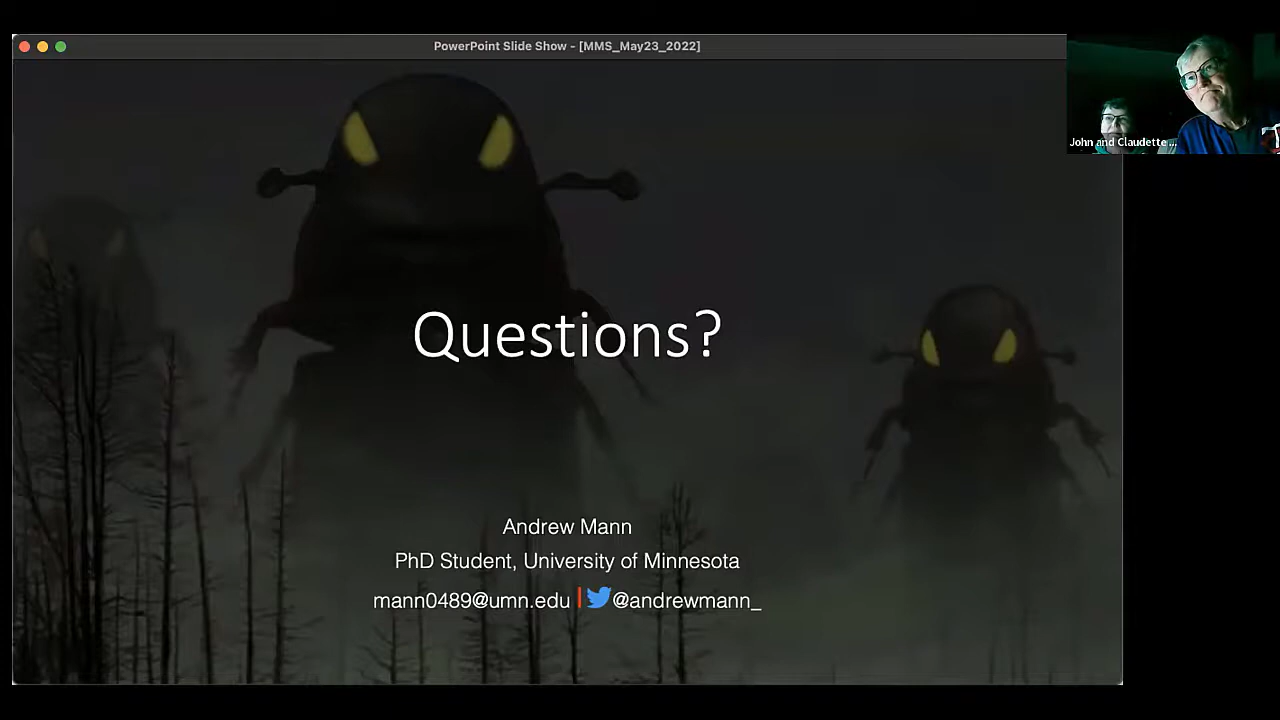 PowerPoint Slide Show - [MMS_May23_2022]
John and Claudette ...
Questions?
Andrew Mann
PhD Student, University of Minnesota
mann0489@umn.edu | @andrewmann_